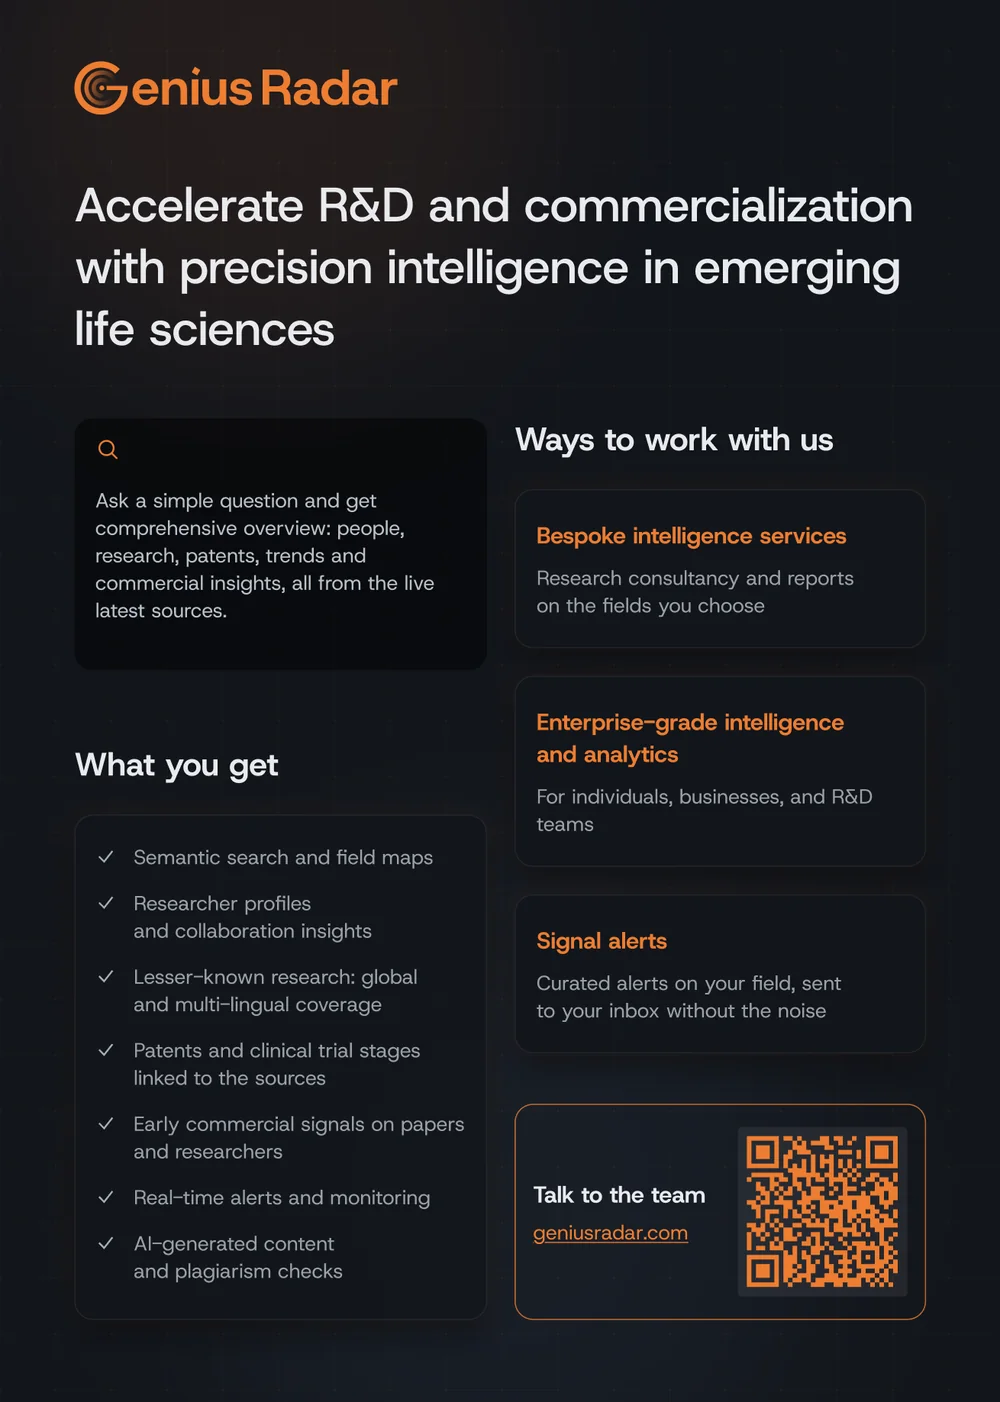 Genius Radar
Accelerate R&D and commercialization
with precision intelligence in emerging
life sciences
Ask a simple question and get
comprehensive overview: people,
research, patents, trends and
commercial insights, all from the live
latest sources.
What you get
Semantic search and field maps
Researcher profiles
and collaboration insights
Lesser-known research: global
and multi-lingual coverage
Patents and clinical trial stages
linked to the sources
Early commercial signals on papers
and researchers
Real-time alerts and monitoring
AI-generated content
and plagiarism checks
Ways to work with us
Bespoke intelligence services
Research consultancy and reports
on the fields you choose
Enterprise-grade intelligence
and analytics
For individuals, businesses, and R&D
teams
Signal alerts
Curated alerts on your field, sent
to your inbox without the noise
Talk to the team
geniusradar.com